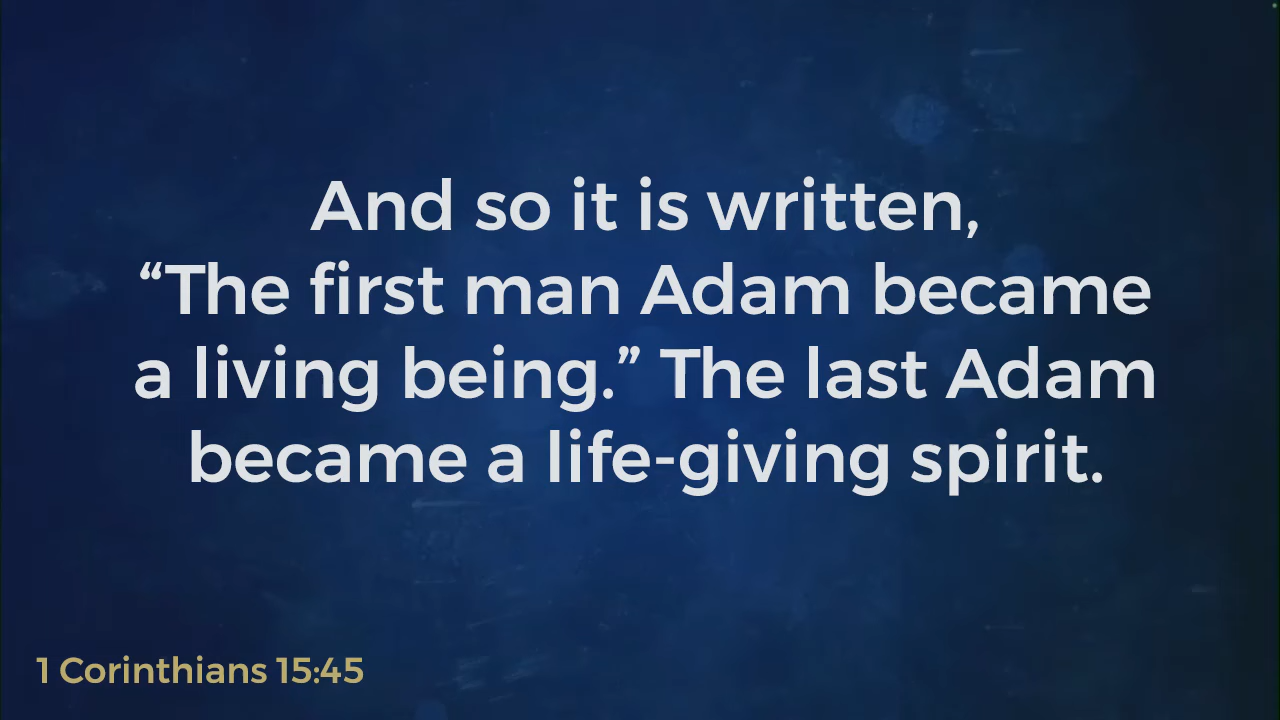 And so it is written,
“The first man Adam became
a living being.” The last Adam
became a life-giving spirit.
1 Corinthians 15:45